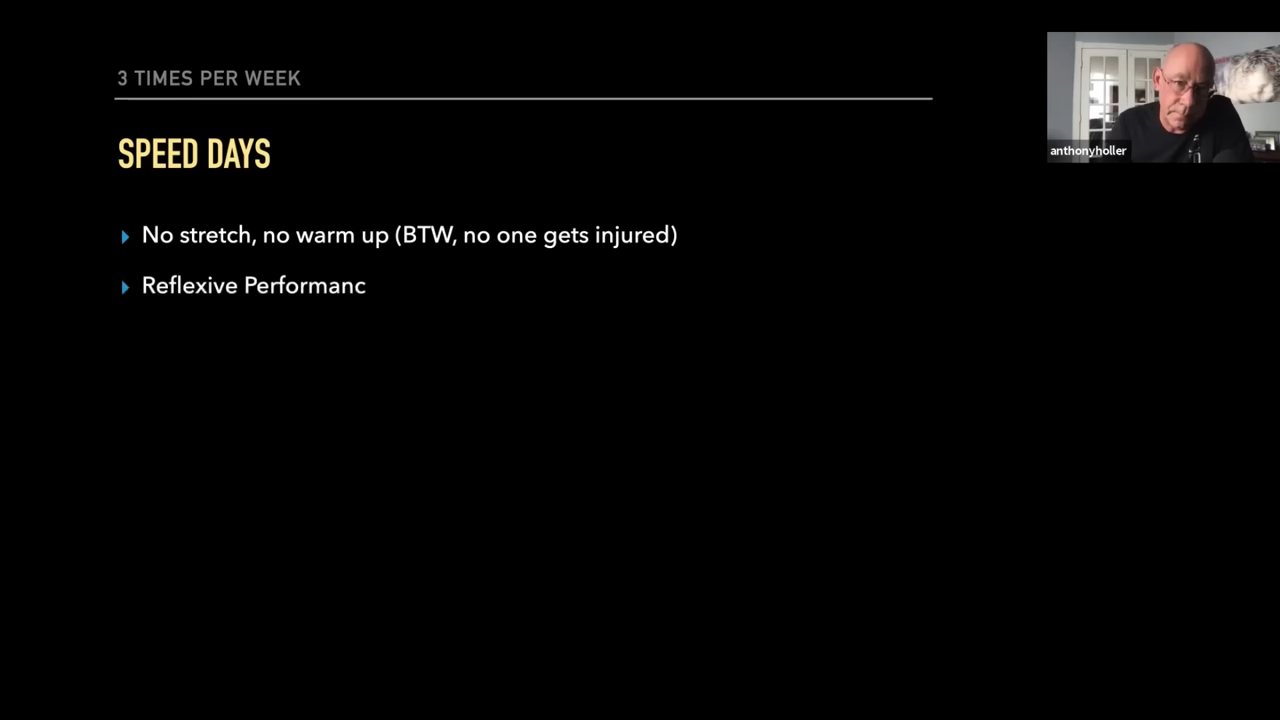 3 TIMES PER WEEK
SPEED DAYS
No stretch, no warm up (BTW, no one gets injured)
Reflexive Performanc
anthonyholler